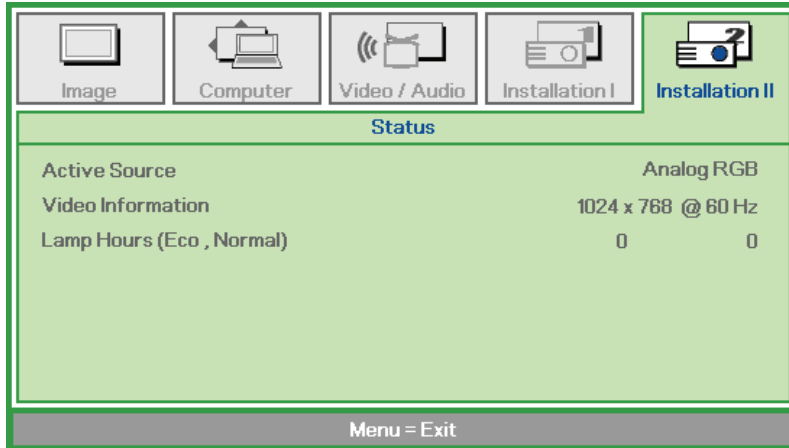 Image Computer Video / Audio Installation I Installation II
Status
Active Source Analog RGB
Video Information 1024 x 768 @ 60 Hz
Lamp Hours (Eco , Normal) 0 0
Menu = Exit